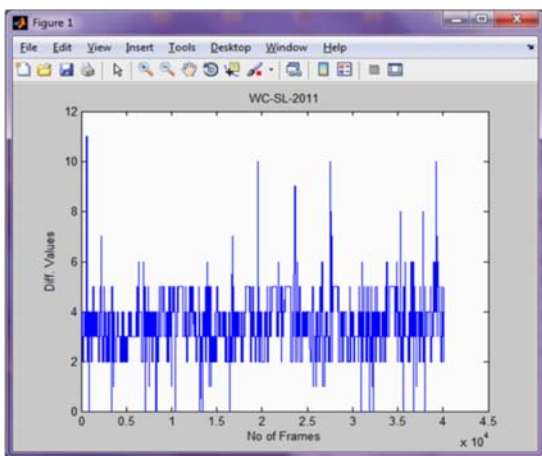 Figure 1
File Edit View Insert Tools Desktop Window Help
WC-SL-2011
12
10
8
6
4
2
0
Diff. Values
0 0.5 1 1.5 2 2.5 3 3.5 4 4.5
No of Frames
x 10^4